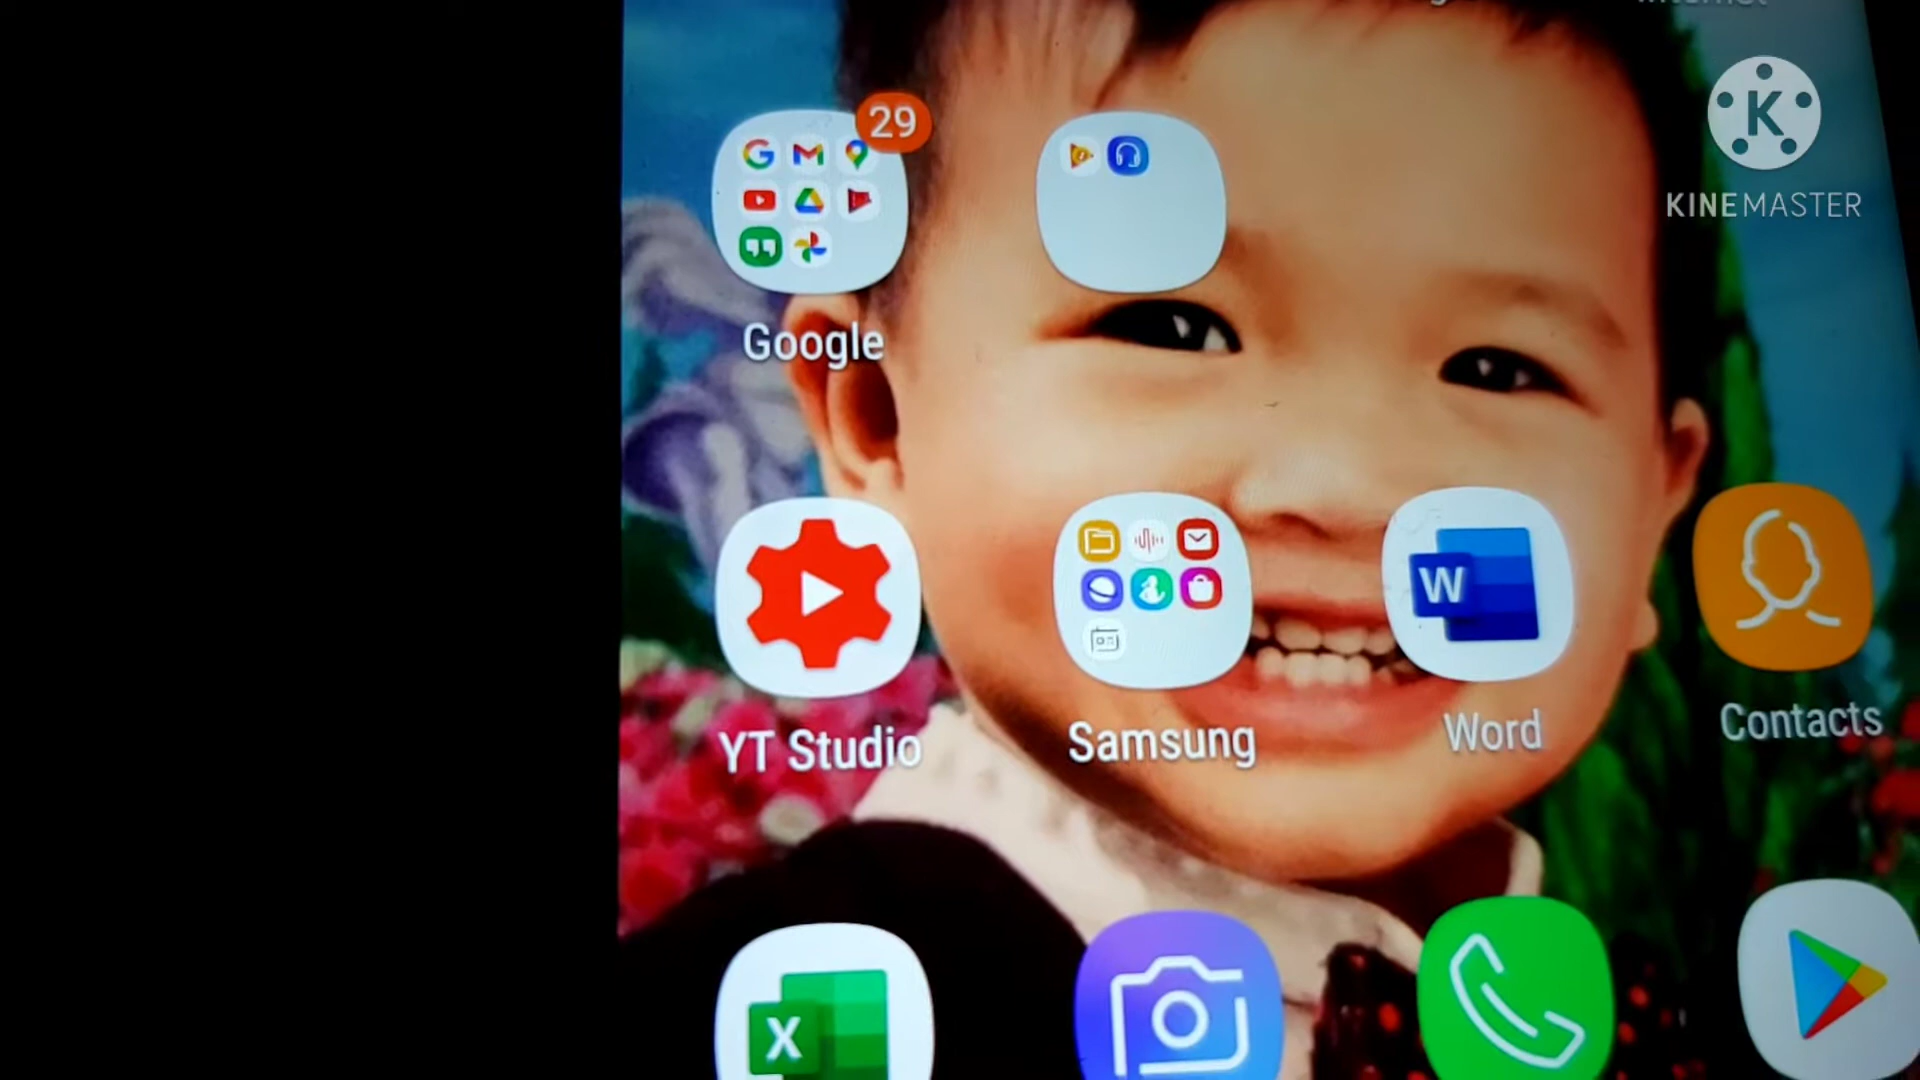 29
K
KINEMASTER
Google
W
YT Studio
Samsung
Word
Contacts
X